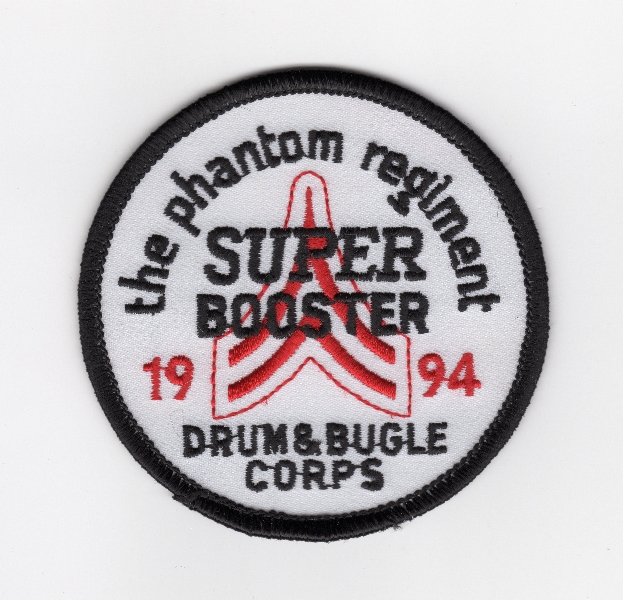 the phantom regiment
SUPER
BOOSTER
19 94
DRUM & BUGLE
CORPS